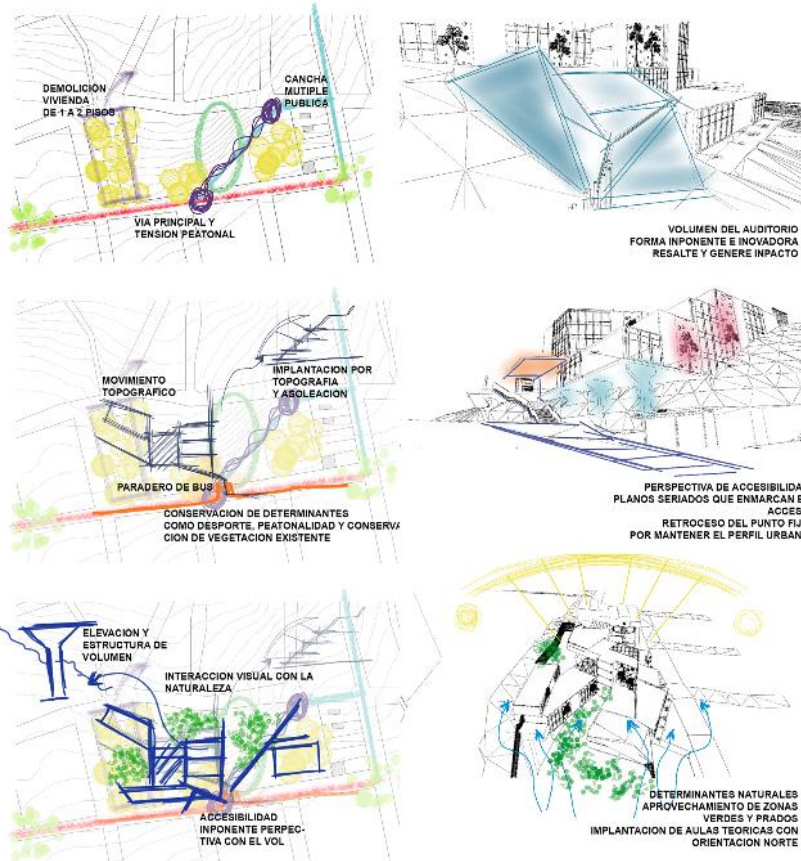 DEMOLICIÓN
VIVIENDA
DE 1 A 2 PISOS
CANCHA
MUTIPLE
PUBLICA
VIA PRINCIPAL Y
TENSION PEATONAL
VOLUMEN DEL AUDITORIO
FORMA INPONENTE E INOVADORA
RESALTE Y GENERE INPACTO
MOVIMIENTO
TOPOGRAFICO
IMPLANTACION POR
TOPOGRAFIA
Y ASOLEACION
PARADERO DE BUS
CONSERVACION DE DETERMINANTES
COMO DESPORTE, PEATONALIDAD Y CONSERVA
CION DE VEGETACION EXISTENTE
PERSPECTIVA DE ACCESIBILIDA
PLANOS SERIADOS QUE ENMARCAN E
ACCES
RETROCESO DEL PUNTO FIJ
POR MANTENER EL PERFIL URBAN
ELEVACION Y
ESTRUCTURA DE
VOLUMEN
INTERACCION VISUAL CON LA
NATURALEZA
ACCESIBILIDAD
INPONENTE PERPEC-
TIVA CON EL VOL
DETERMINANTES NATURALES
APROVECHAMIENTO DE ZONAS
VERDES Y PRADOS
IMPLANTACION DE AULAS TEORICAS CON
ORIENTACION NORTE